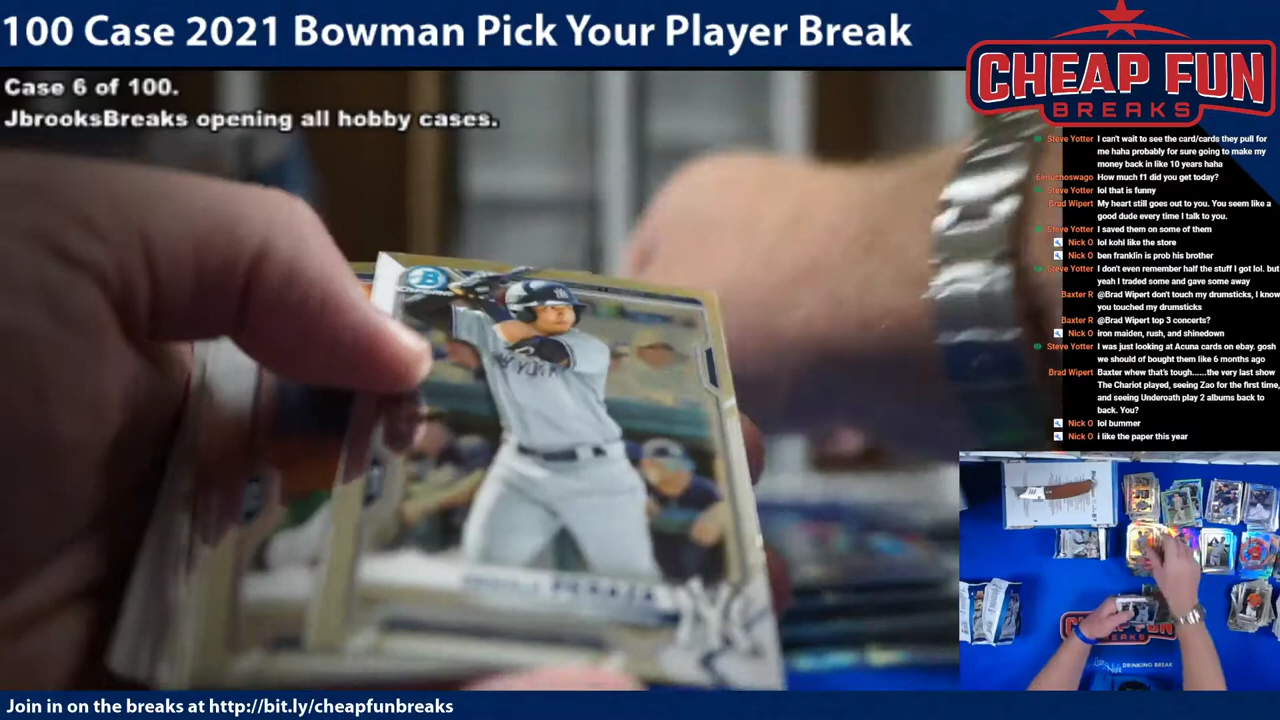 100 Case 2021 Bowman Pick Your Player Break
Case 6 of 100.
JbrooksBreaks opening all hobby cases.
CHEAP FUN
BREAKS
Steve Yotter I can't wait to see the card/cards they pull for
me haha probably for sure going to make my
money back in like 10 years haha
Elmuchoswago How much f1 did you get today?
Steve Yotter lol that is funny
Brad Wipert My heart still goes out to you. You seem like a
good dude every time I talk to you.
Steve Yotter I saved them on some of them
Nick O lol kohl like the store
Nick O ben franklin is prob his brother
Steve Yotter I don't even remember half the stuff I got lol. but
yeah I traded some and gave some away
Baxter R @Brad Wipert don't touch my drumsticks, I know
you touched my drumsticks
Baxter R @Brad Wipert top 3 concerts?
Nick O iron maiden, rush, and shinedown
Steve Yotter I was just looking at Acuna cards on ebay. gosh
we should of bought them like 6 months ago
Brad Wipert Baxter whew that's tough......the very last show
The Chariot played, seeing Zao for the first time,
and seeing Underoath play 2 albums back to
back. You?
Nick O lol bummer
Nick O i like the paper this year
B
CHROME
NEW YORK
PERAZA
NY
CHEAP FUN
BREAKS
DRINKING BREAK
Join in on the breaks at http://bit.ly/cheapfunbreaks